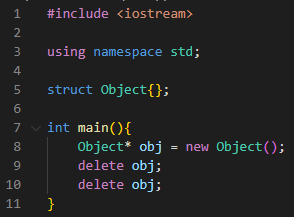 1 #include <iostream>
2
3 using namespace std;
4
5 struct Object{};
6
7 int main(){
8     Object* obj = new Object();
9     delete obj;
10     delete obj;
11 }